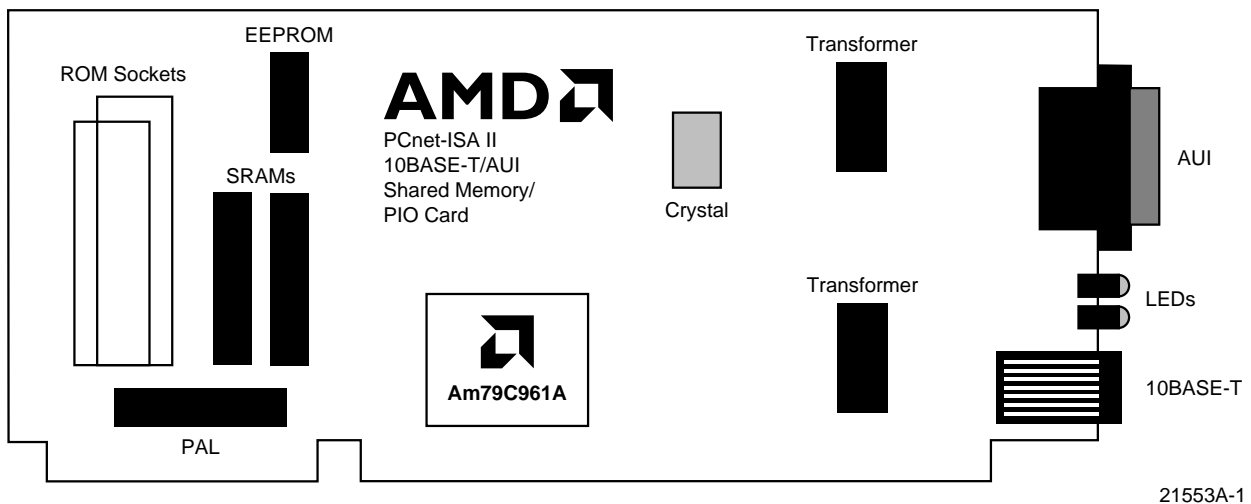 EEPROM
Transformer
ROM Sockets
AMD
PCnet-ISA II
10BASE-T/AUI
Shared Memory/
PIO Card
AUI
SRAMs
Crystal
Transformer
LEDs
Am79C961A
10BASE-T
PAL
21553A-1